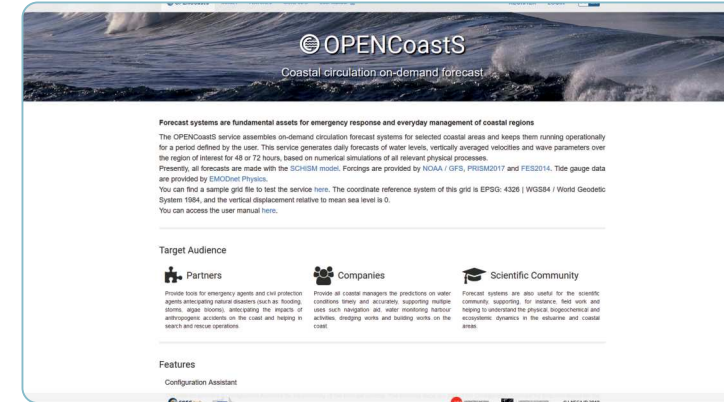 OPENCoastS
Coastal circulation on-demand forecast
Forecast systems are fundamental assets for emergency response and everyday management of coastal regions
The OPENCoastS service assembles on-demand circulation forecast systems for selected coastal areas and keeps them running operationally
for a period defined by the user. This service generates daily forecasts of water levels, vertically averaged velocities and wave parameters over
the region of interest for 48 or 72 hours, based on numerical simulations of all relevant physical processes.
Presently, all forecasts are made with the SCHISM model. Forcings are provided by NOAA / GFS, PRISM2017 and FES2014. Tide gauge data
are provided by EMODnet Physics.
You can find a sample grid file to test the service here. The coordinate reference system of this grid is EPSG: 4326 | WGS84 / World Geodetic
System 1984, and the vertical displacement relative to mean sea level is 0.
You can access the user manual here.
Target Audience
Partners
Provide tools for emergency agents and civil protection
agents antecipating natural disasters (such as flooding,
storms, algae blooms), antecipating the impacts of
anthropogenic accidents on the coast and helping in
search and rescue operations.
Companies
Provide all coastal managers the predictions on water
conditions timely and accurately, supporting multiple
uses such navigation aid, water monitoring harbour
activities, dredging works and building works on the
coast.
Scientific Community
Forecast systems are also useful for the scientific
community, supporting, for instance, field work and
helping to understand the physical, biogeochemical and
ecosystemic dynamics in the estuarine and coastal
areas.
Features
Configuration Assistant